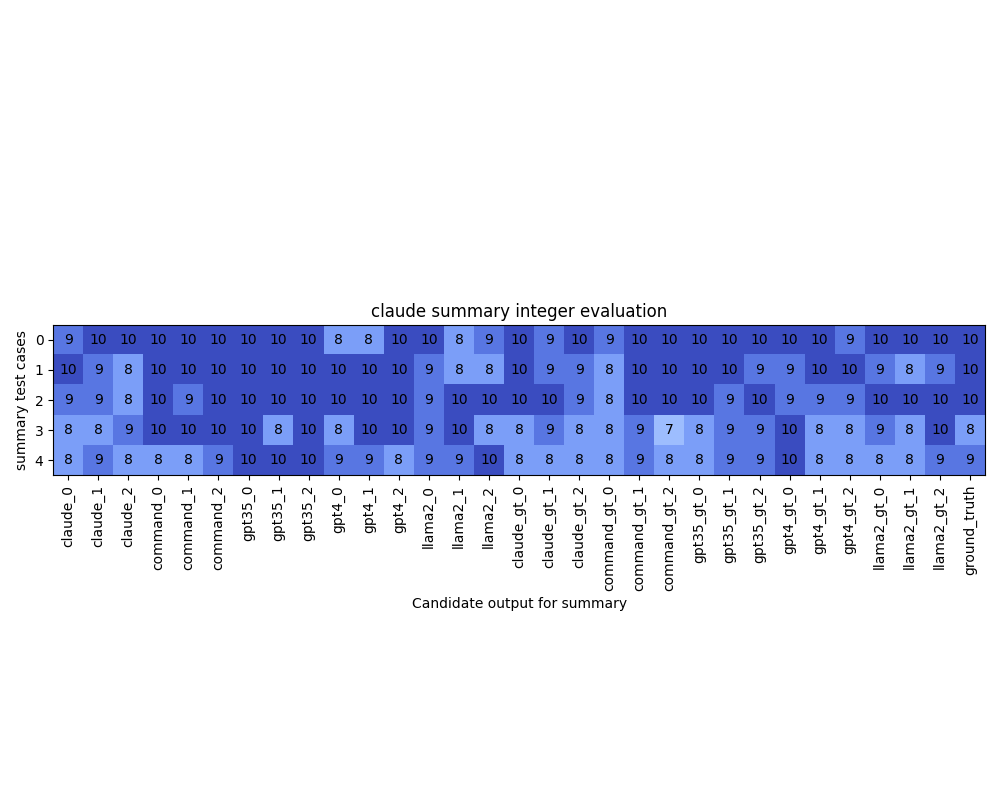 claude summary integer evaluation
summary test cases
0 9 10 10 10 10 10 10 10 10 8 8 10 10 8 9 10 9 10 9 10 10 10 10 10 10 10 9 10 10 10 10
1 10 9 8 10 10 10 10 10 10 10 10 10 9 8 8 10 9 9 8 10 10 10 10 9 9 10 10 9 8 9 10
2 9 9 8 10 9 10 10 10 10 10 10 10 9 10 10 10 10 9 8 10 10 10 9 10 9 9 9 10 10 10 10
3 8 8 9 10 10 10 10 8 10 8 10 10 9 10 8 8 9 8 8 9 7 8 9 9 10 8 8 9 8 10 8
4 8 9 8 8 8 9 10 10 10 9 9 8 9 9 10 8 8 8 8 9 8 8 9 9 10 8 8 8 8 9 9
claude_0 claude_1 claude_2 command_0 command_1 command_2 gpt35_0 gpt35_1 gpt35_2 gpt4_0 gpt4_1 gpt4_2 llama2_0 llama2_1 llama2_2 claude_gt_0 claude_gt_1 claude_gt_2 command_gt_0 command_gt_1 command_gt_2 gpt35_gt_0 gpt35_gt_1 gpt35_gt_2 gpt4_gt_0 gpt4_gt_1 gpt4_gt_2 llama2_gt_0 llama2_gt_1 llama2_gt_2 ground_truth
Candidate output for summary